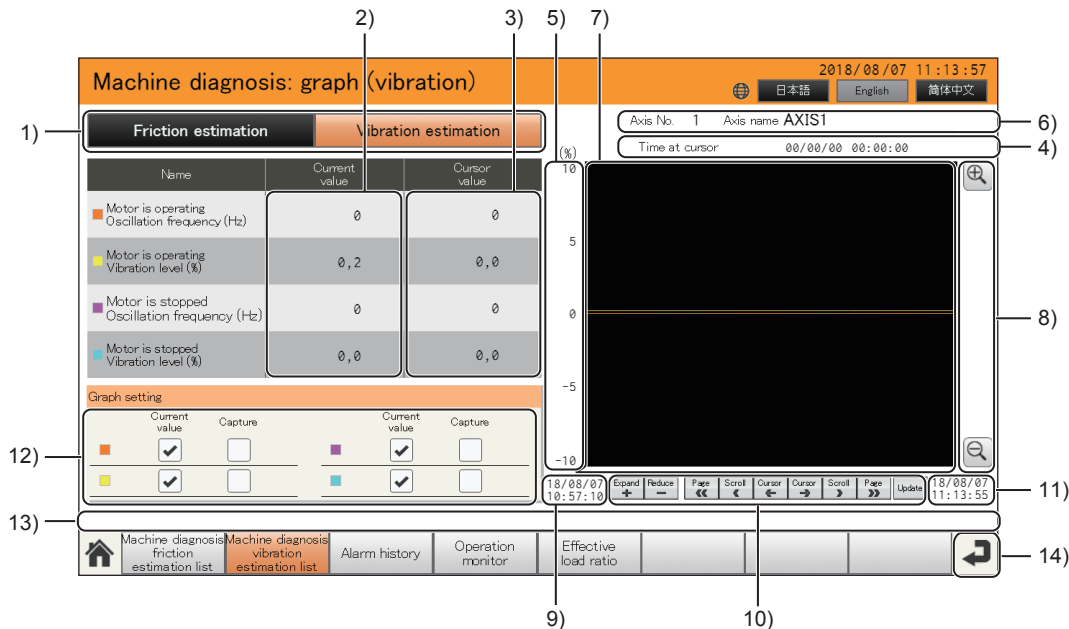 2)
3)
5)
7)
Machine diagnosis: graph (vibration)
2018/08/07 11:13:57
日本語
English
简体中文
1)
Friction estimation
Vibration estimation
Axis No. 1 Axis name AXIS1
6)
Time at cursor 00/00/00 00:00:00
4)
Name
Current
value
Cursor
value
(%)
10
5
0
-5
-10
Motor is operating
Oscillation frequency (Hz)
0
0
Motor is operating
Vibration level (%)
0,2
0,0
Motor is stopped
Oscillation frequency (Hz)
0
0
Motor is stopped
Vibration level (%)
0,0
0,0
8)
Graph setting
Current
value
Capture
Current
value
Capture
12)
18/08/07
10:57:10
Expand
+
Reduce
−
Page
Scroll
Cursor
Cursor
Scroll
Page
Update
18/08/07
11:13:55
11)
13)
Machine diagnosis
friction
estimation list
Machine diagnosis
vibration
estimation list
Alarm history
Operation
monitor
Effective
load ratio
14)
9)
10)